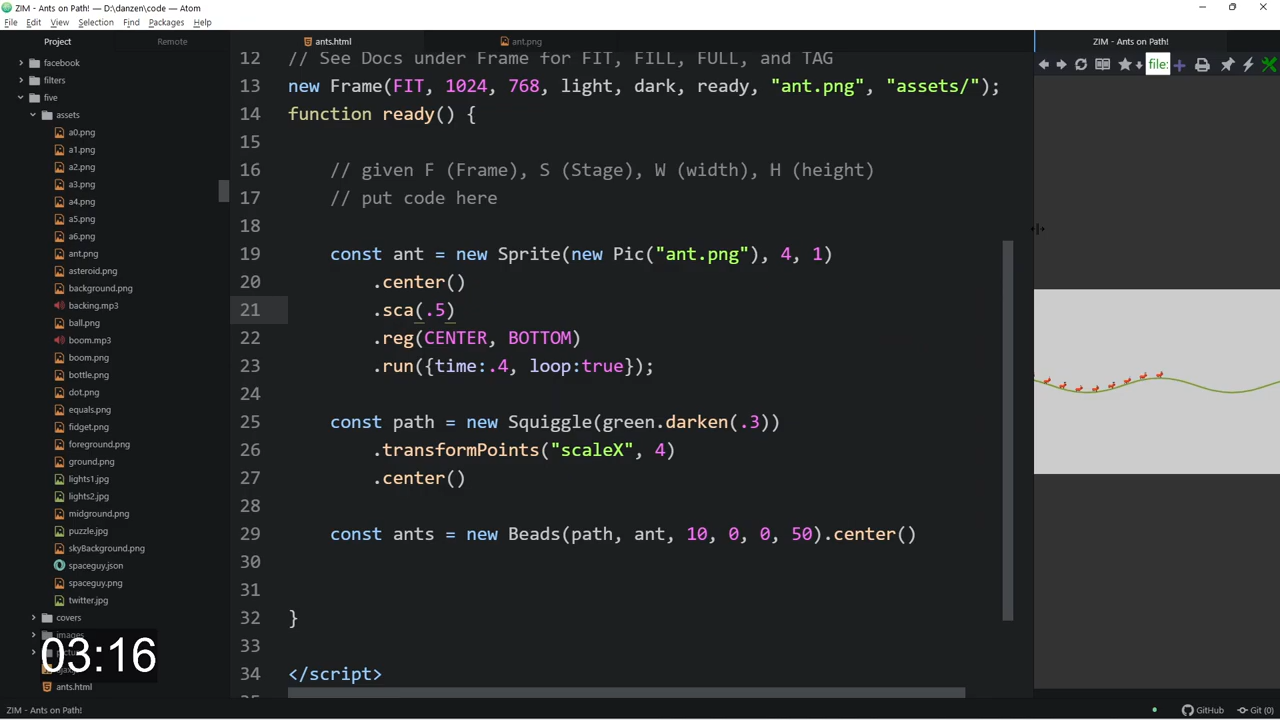 ZIM - Ants on Path! — D:\danzen\code — Atom
File Edit View Selection Find Packages Help
Project Remote
ants.html ant.png ZIM - Ants on Path!
file:
facebook
filters
five
assets
a0.png
a1.png
a2.png
a3.png
a4.png
a5.png
a6.png
ant.png
asteroid.png
background.png
backing.mp3
ball.png
boom.mp3
boom.png
bottle.png
dot.png
equals.png
fidget.png
foreground.png
ground.png
lights1.jpg
lights2.jpg
midground.png
puzzle.jpg
skyBackground.png
spaceguy.json
spaceguy.png
twitter.jpg
covers
images
ants.html
03:16
12 // See Docs under Frame for FIT, FILL, FULL, and TAG
13 new Frame(FIT, 1024, 768, light, dark, ready, "ant.png", "assets/");
14 function ready() {
15
16 // given F (Frame), S (Stage), W (width), H (height)
17 // put code here
18
19 const ant = new Sprite(new Pic("ant.png"), 4, 1)
20 .center()
21 .sca(.5)
22 .reg(CENTER, BOTTOM)
23 .run({time:.4, loop:true});
24
25 const path = new Squiggle(green.darken(.3))
26 .transformPoints("scaleX", 4)
27 .center()
28
29 const ants = new Beads(path, ant, 10, 0, 0, 50).center()
30
31
32 }
33
34 </script>
ZIM - Ants on Path!
GitHub Git (0)